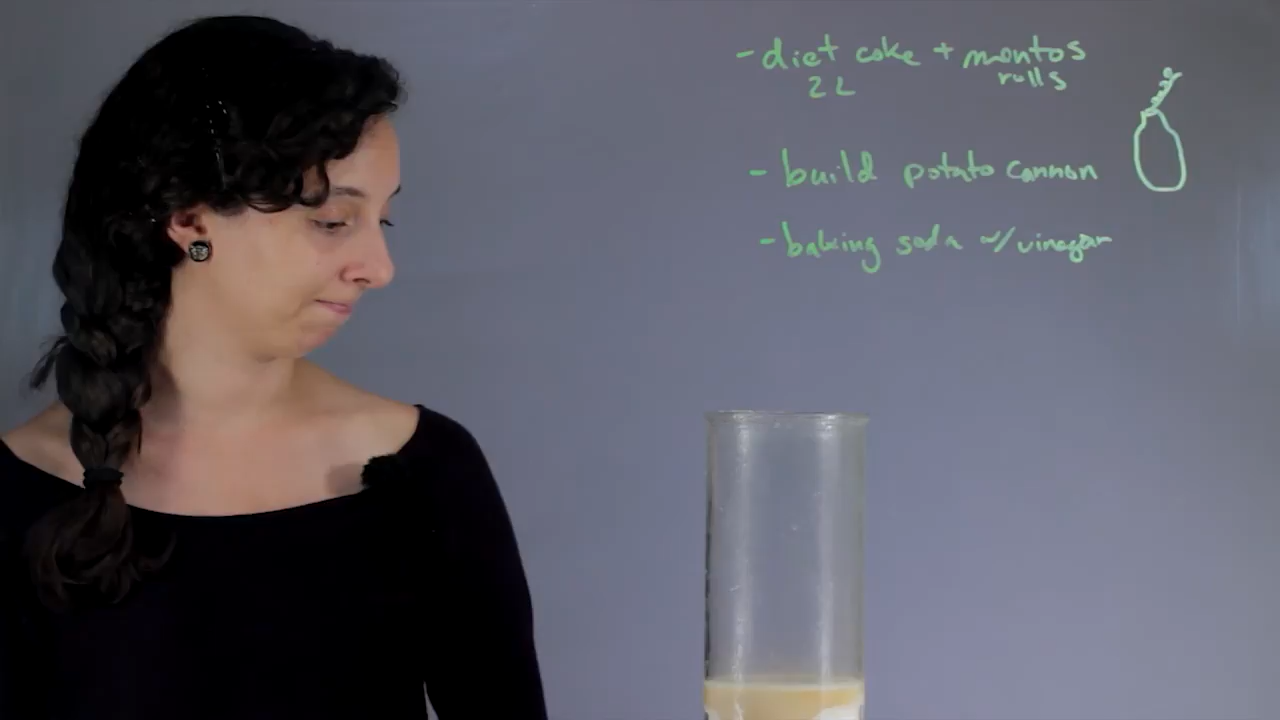 - diet coke + mentos
2 L rolls
- build potato cannon
- baking soda w/ vinegar